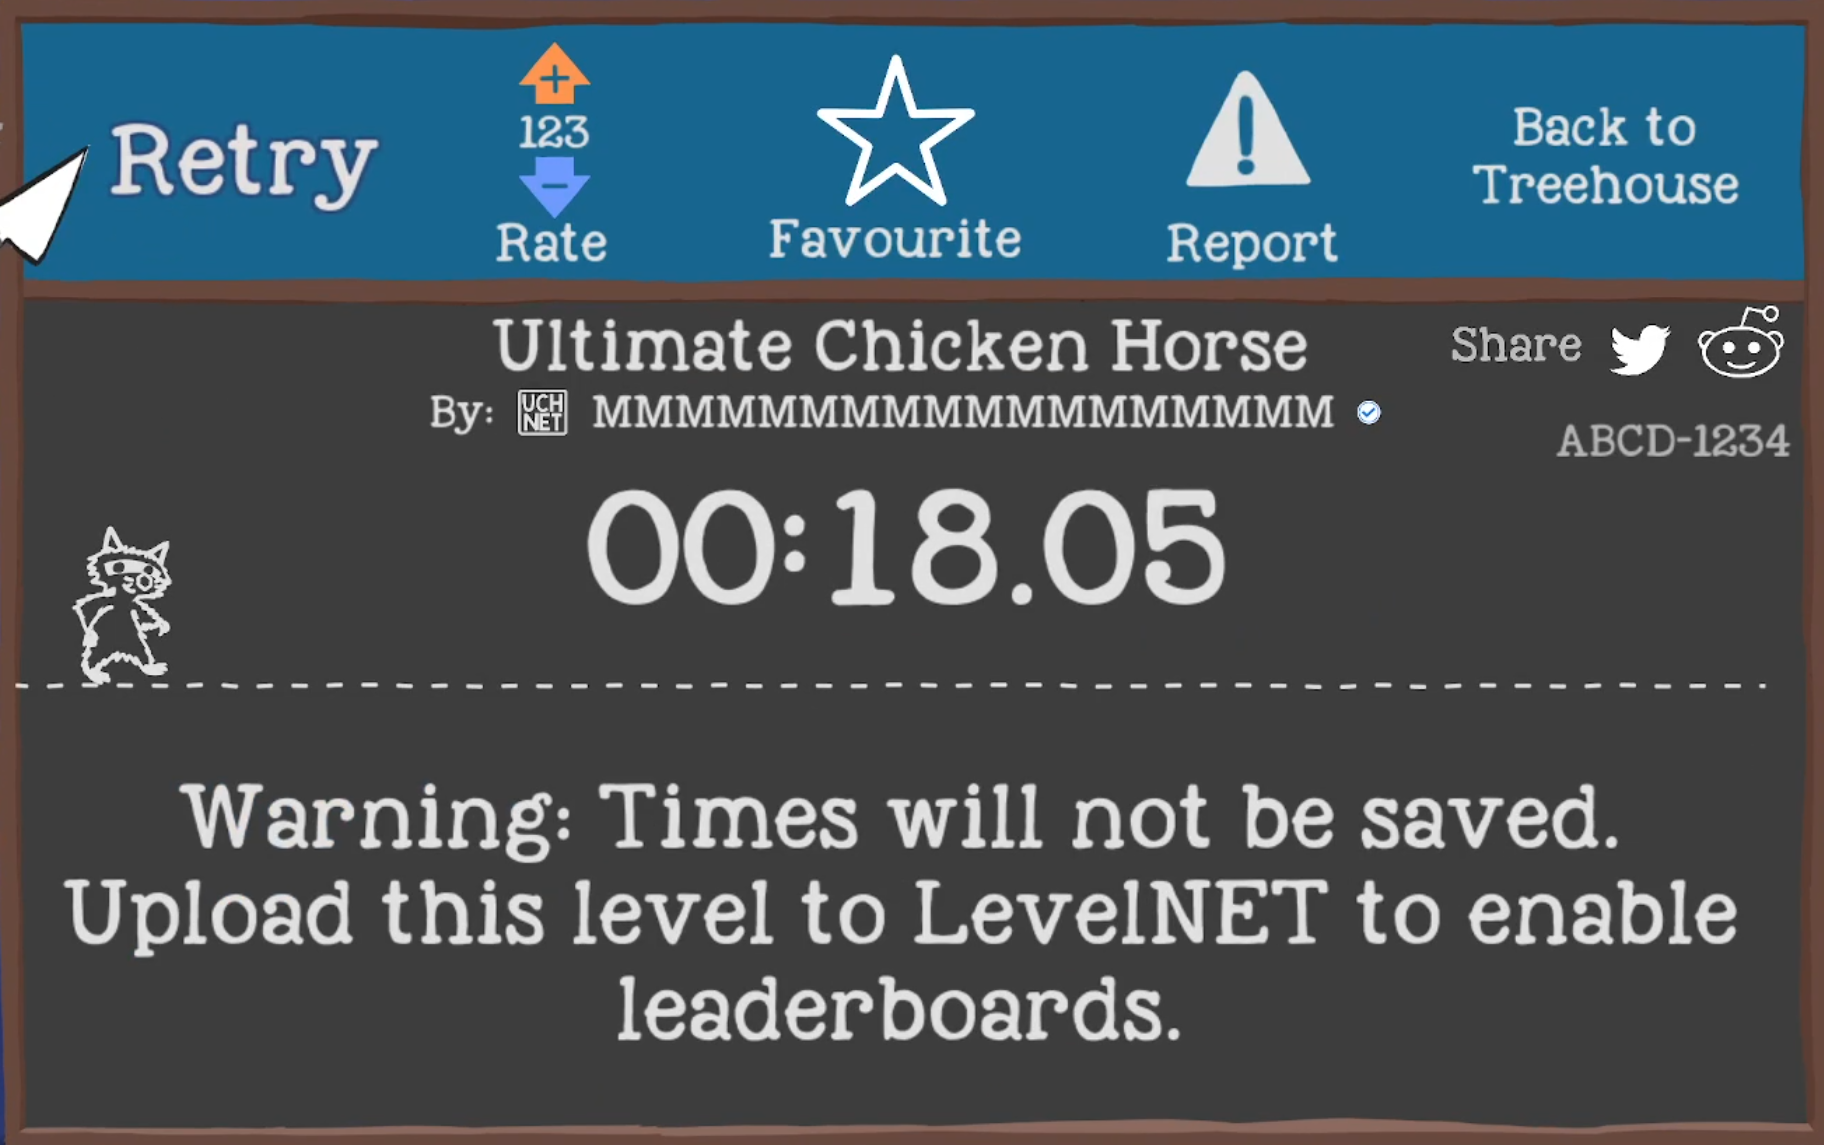 Retry
123
Rate
Favourite
Report
Back to
Treehouse
Ultimate Chicken Horse
Share
By: UCH NET MMMMMMMMMMMMMMMMMM
ABCD-1234
00:18.05
Warning: Times will not be saved.
Upload this level to LevelNET to enable
leaderboards.